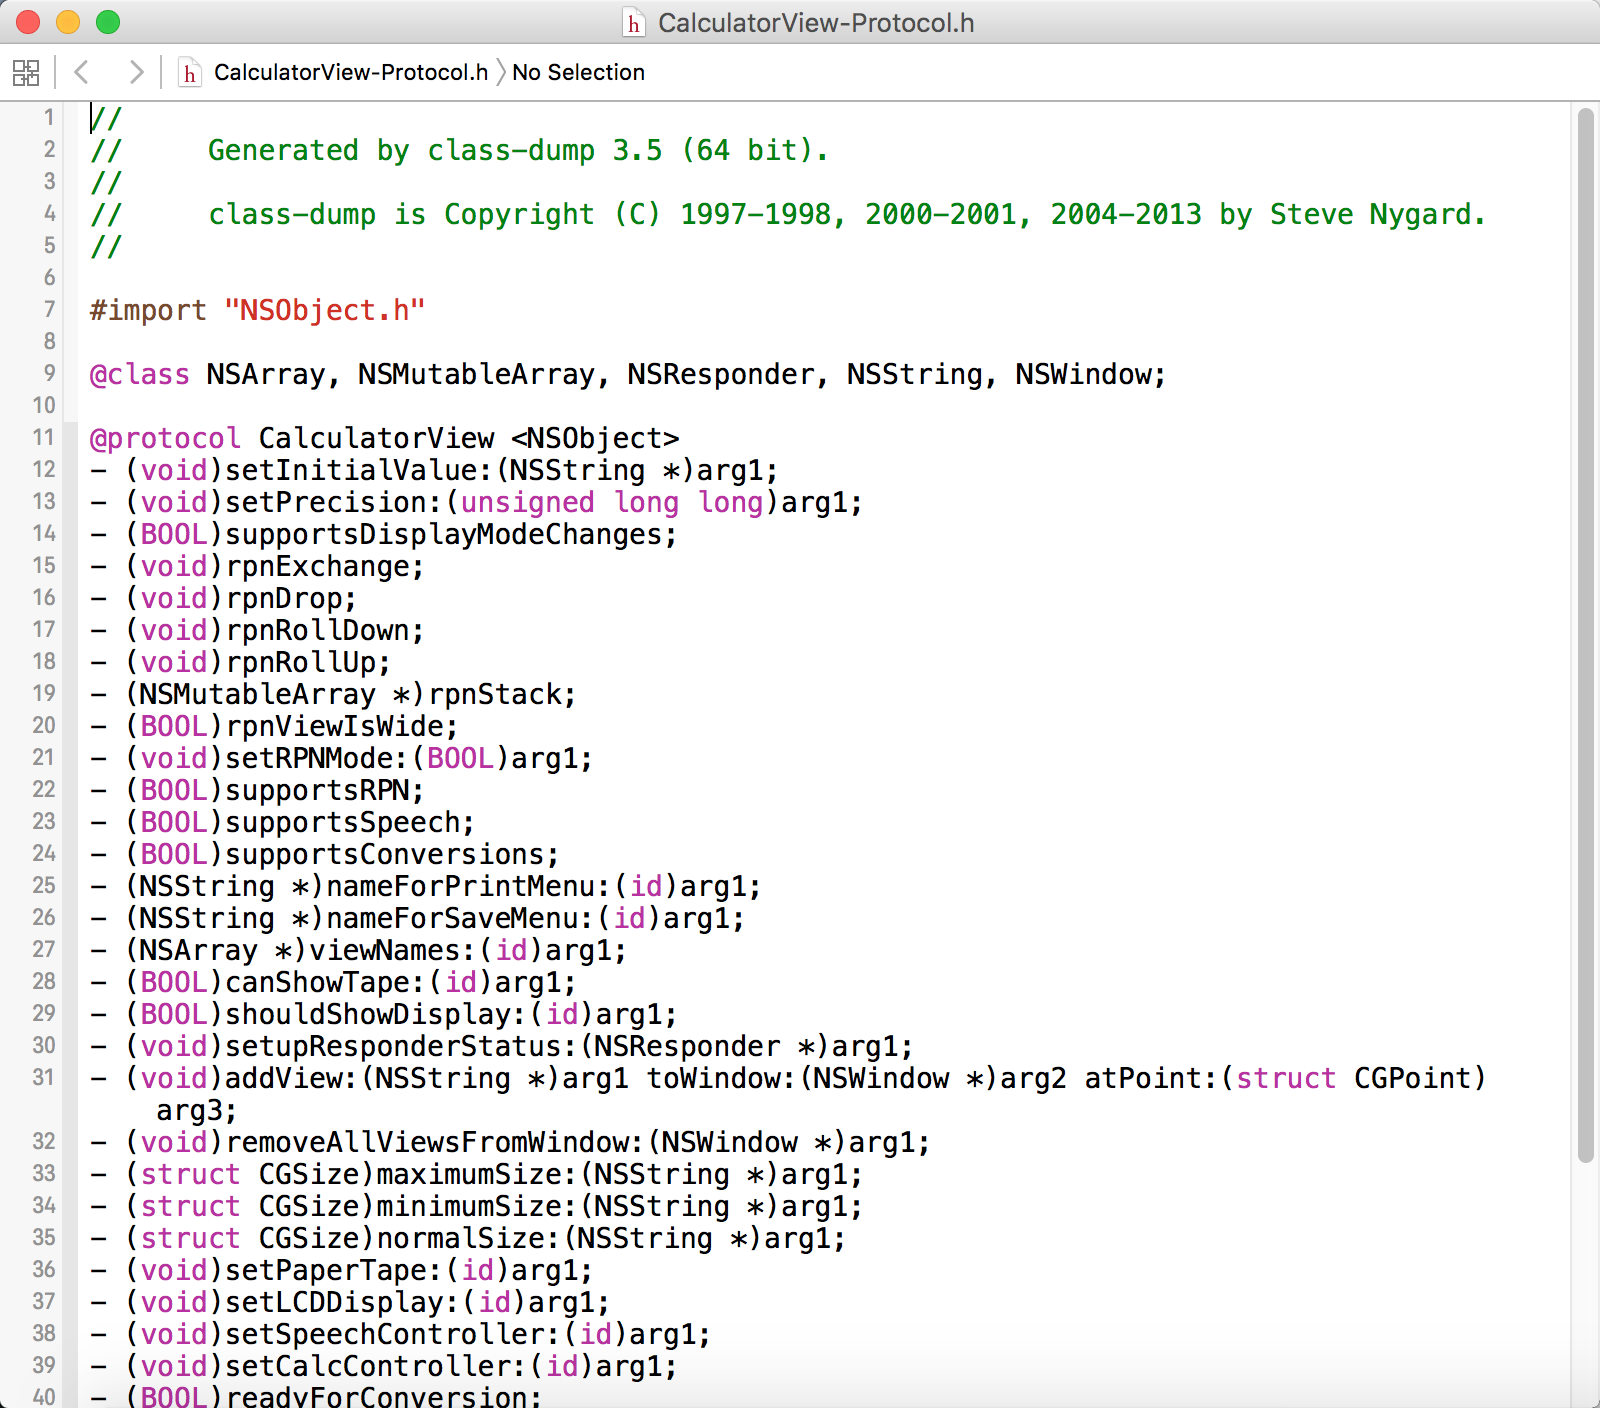 CalculatorView-Protocol.h
CalculatorView-Protocol.h 〉 No Selection
1 //
2 //      Generated by class-dump 3.5 (64 bit).
3 //
4 //      class-dump is Copyright (C) 1997-1998, 2000-2001, 2004-2013 by Steve Nygard.
5 //
6
7 #import "NSObject.h"
8
9 @class NSArray, NSMutableArray, NSResponder, NSString, NSWindow;
10
11 @protocol CalculatorView <NSObject>
12 - (void)setInitialValue:(NSString *)arg1;
13 - (void)setPrecision:(unsigned long long)arg1;
14 - (BOOL)supportsDisplayModeChanges;
15 - (void)rpnExchange;
16 - (void)rpnDrop;
17 - (void)rpnRollDown;
18 - (void)rpnRollUp;
19 - (NSMutableArray *)rpnStack;
20 - (BOOL)rpnViewIsWide;
21 - (void)setRPNMode:(BOOL)arg1;
22 - (BOOL)supportsRPN;
23 - (BOOL)supportsSpeech;
24 - (BOOL)supportsConversions;
25 - (NSString *)nameForPrintMenu:(id)arg1;
26 - (NSString *)nameForSaveMenu:(id)arg1;
27 - (NSArray *)viewNames:(id)arg1;
28 - (BOOL)canShowTape:(id)arg1;
29 - (BOOL)shouldShowDisplay:(id)arg1;
30 - (void)setupResponderStatus:(NSResponder *)arg1;
31 - (void)addView:(NSString *)arg1 toWindow:(NSWindow *)arg2 atPoint:(struct CGPoint)
arg3;
32 - (void)removeAllViewsFromWindow:(NSWindow *)arg1;
33 - (struct CGSize)maximumSize:(NSString *)arg1;
34 - (struct CGSize)minimumSize:(NSString *)arg1;
35 - (struct CGSize)normalSize:(NSString *)arg1;
36 - (void)setPaperTape:(id)arg1;
37 - (void)setLCDDisplay:(id)arg1;
38 - (void)setSpeechController:(id)arg1;
39 - (void)setCalcController:(id)arg1;
40 - (BOOL)readyForConversion;